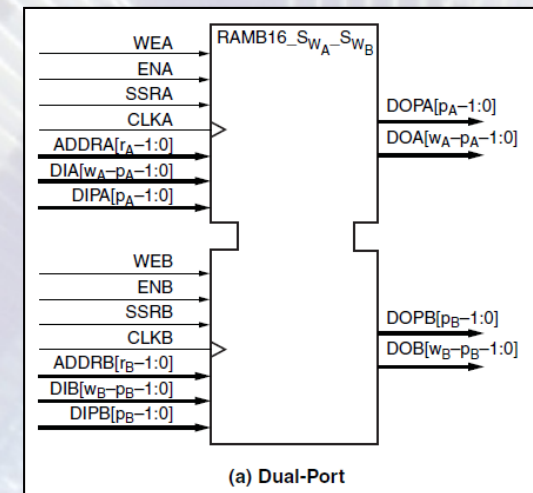 RAMB16_SWA_SWB
WEA
ENA
SSRA
CLKA
ADDRA[rA–1:0]
DIA[wA–pA–1:0]
DIPA[pA–1:0]
DOPA[pA–1:0]
DOA[wA–pA–1:0]
WEB
ENB
SSRB
CLKB
ADDRB[rB–1:0]
DIB[wB–pB–1:0]
DIPB[pB–1:0]
DOPB[pB–1:0]
DOB[wB–pB–1:0]
(a) Dual-Port